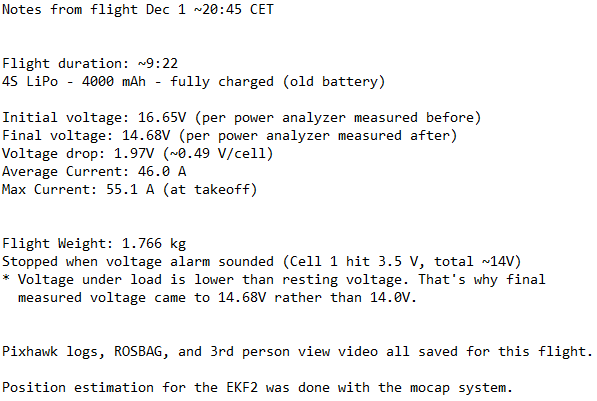 Notes from flight Dec 1 ~20:45 CET
Flight duration: ~9:22
4S LiPo - 4000 mAh - fully charged (old battery)
Initial voltage: 16.65V (per power analyzer measured before)
Final voltage: 14.68V (per power analyzer measured after)
Voltage drop: 1.97V (~0.49 V/cell)
Average Current: 46.0 A
Max Current: 55.1 A (at takeoff)
Flight Weight: 1.766 kg
Stopped when voltage alarm sounded (Cell 1 hit 3.5 V, total ~14V)
* Voltage under load is lower than resting voltage. That's why final
measured voltage came to 14.68V rather than 14.0V.
Pixhawk logs, ROSBAG, and 3rd person view video all saved for this flight.
Position estimation for the EKF2 was done with the mocap system.